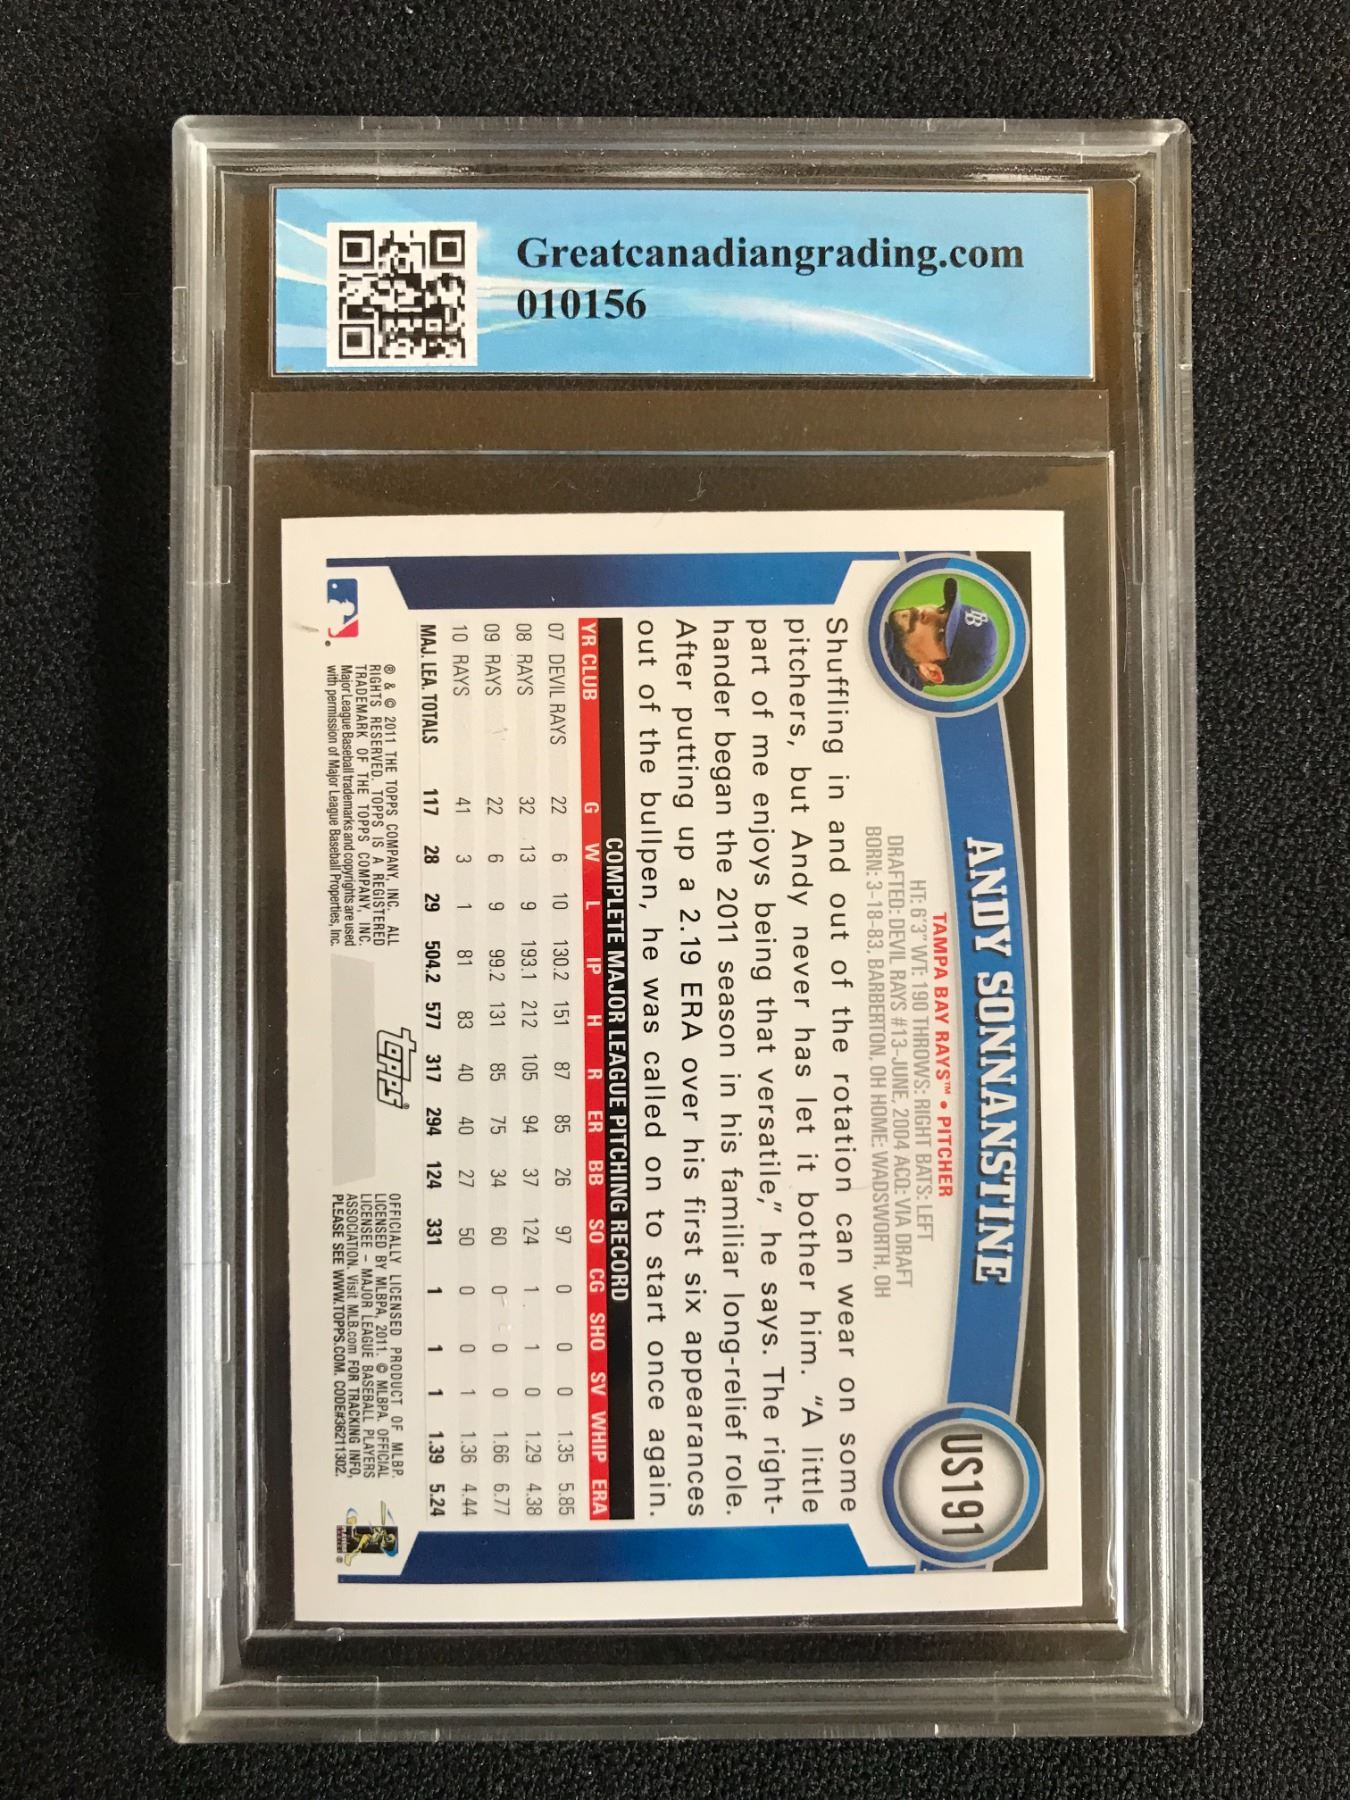 Greatcanadiangrading.com
010156
ANDY SONNANSTINE
US191
TAMPA BAY RAYS™ • PITCHER
HT: 6'3" WT: 190 THROWS: RIGHT BATS: LEFT
DRAFTED: DEVIL RAYS #13-JUNE, 2004 ACQ: VIA DRAFT
BORN: 3-18-83, BARBERTON, OH HOME: WADSWORTH, OH
Shuffling in and out of the rotation can wear on some
pitchers, but Andy never has let it bother him. "A little
part of me enjoys being that versatile," he says. The right-
hander began the 2011 season in his familiar long-relief role.
After putting up a 2.19 ERA over his first six appearances
out of the bullpen, he was called on to start once again.
COMPLETE MAJOR LEAGUE PITCHING RECORD
YR CLUB G W L IP H R ER BB SO CG SHO SV WHIP ERA
07 DEVIL RAYS 22 6 10 130.2 151 87 85 26 97 0 0 0 1.35 5.85
08 RAYS 32 13 9 193.1 212 105 94 37 124 1 1 0 1.29 4.38
09 RAYS 22 6 9 99.2 131 85 75 34 60 0 0 0 1.66 6.77
10 RAYS 41 3 1 81 83 40 40 27 50 0 0 1 1.36 4.44
MAJ. LEA. TOTALS 117 28 29 504.2 577 317 294 124 331 1 1 1 1.39 5.24
® & © 2011 THE TOPPS COMPANY, INC. ALL
RIGHTS RESERVED. TOPPS IS A REGISTERED
TRADEMARK OF THE TOPPS COMPANY, INC.
Major League Baseball trademarks and copyrights are used
with permission of Major League Baseball Properties, Inc.
topps®
OFFICIALLY LICENSED PRODUCT OF MLBP.
LICENSED BY MLBPA, 2011. © MLBPA. OFFICIAL
LICENSEE – MAJOR LEAGUE BASEBALL PLAYERS
ASSOCIATION. Visit MLB.com FOR TRACKING INFO,
PLEASE SEE WWW.TOPPS.COM. CODE#36211302.